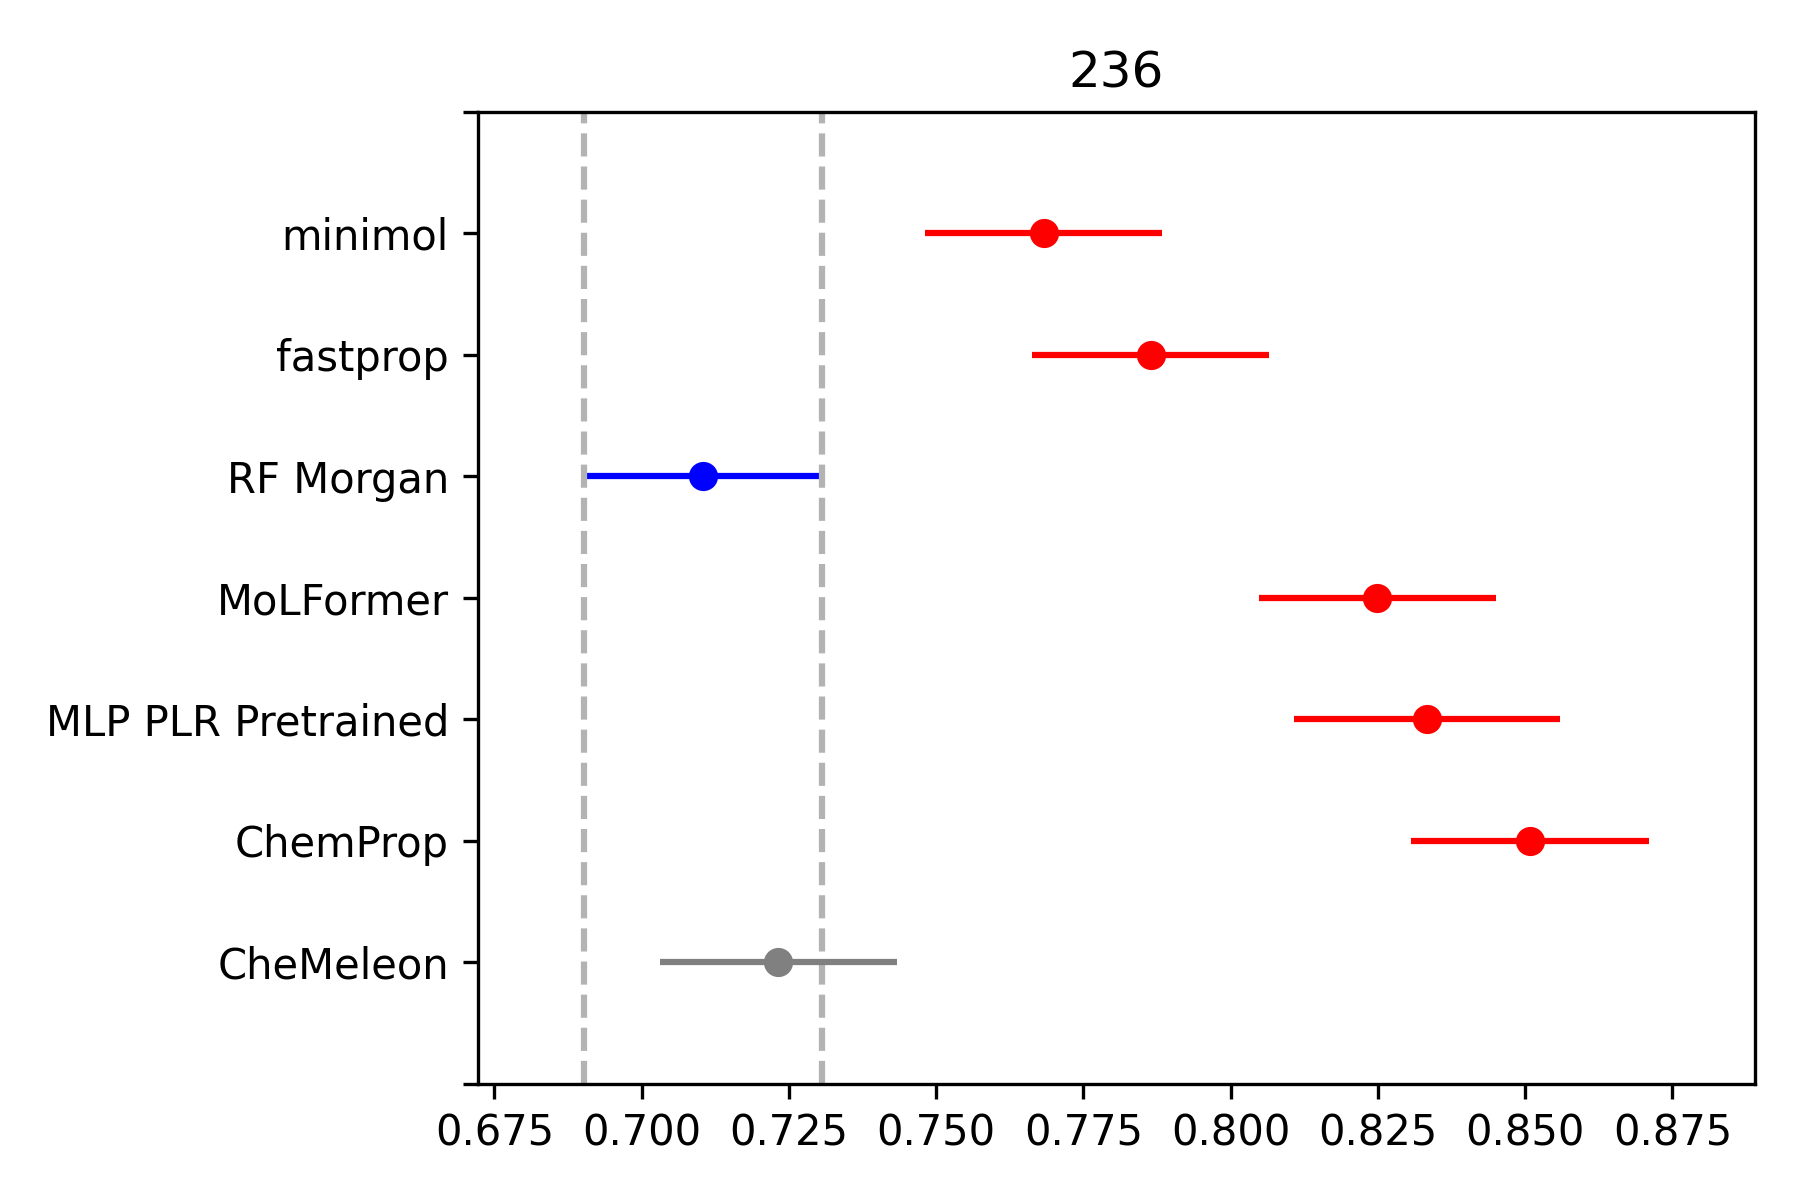 236
minimol
fastprop
RF Morgan
MoLFormer
MLP PLR Pretrained
ChemProp
CheMeleon
0.675 0.700 0.725 0.750 0.775 0.800 0.825 0.850 0.875